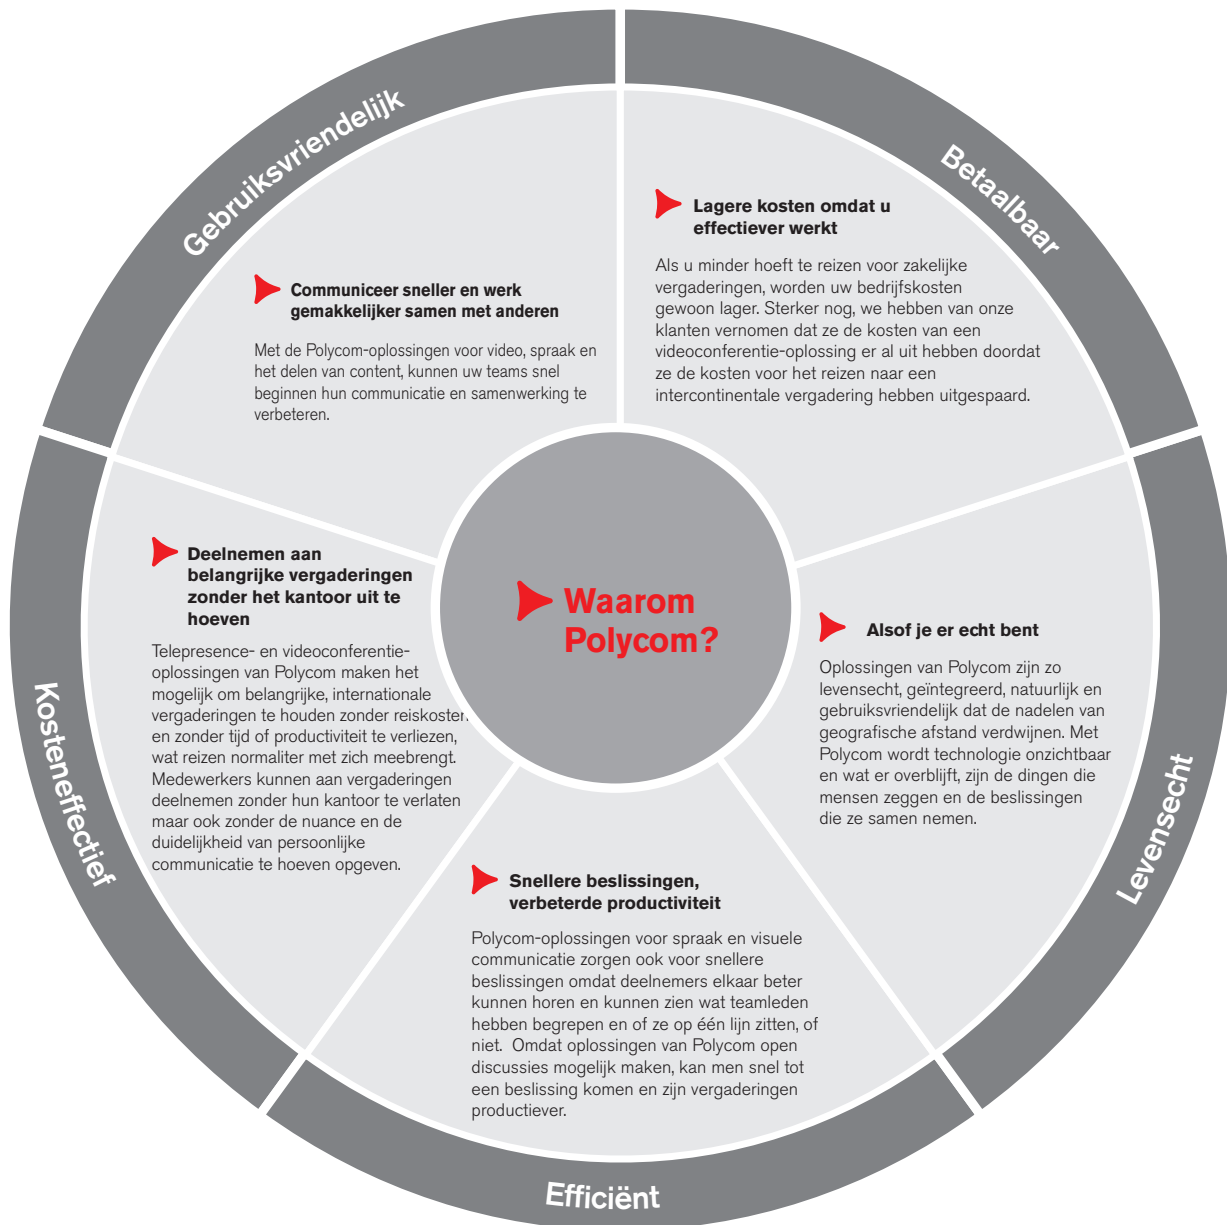 Gebruiksvriendelijk
Communiceer sneller en werk
gemakkelijker samen met anderen
Met de Polycom-oplossingen voor video, spraak en
het delen van content, kunnen uw teams snel
beginnen hun communicatie en samenwerking te
verbeteren.
Betaalbaar
Lagere kosten omdat u
effectiever werkt
Als u minder hoeft te reizen voor zakelijke
vergaderingen, worden uw bedrijfskosten
gewoon lager. Sterker nog, we hebben van onze
klanten vernomen dat ze de kosten van een
videoconferentie-oplossing er al uit hebben doordat
ze de kosten voor het reizen naar een
intercontinentale vergadering hebben uitgespaard.
Kosteneffectief
Deelnemen aan
belangrijke vergaderingen
zonder het kantoor uit te
hoeven
Telepresence- en videoconferentie-
oplossingen van Polycom maken het
mogelijk om belangrijke, internationale
vergaderingen te houden zonder reiskosten
en zonder tijd of productiviteit te verliezen,
wat reizen normaliter met zich meebrengt.
Medewerkers kunnen aan vergaderingen
deelnemen zonder hun kantoor te verlaten
maar ook zonder de nuance en de
duidelijkheid van persoonlijke
communicatie te hoeven opgeven.
Waarom
Polycom?
Levensecht
Alsof je er echt bent
Oplossingen van Polycom zijn zo
levensecht, geïntegreerd, natuurlijk en
gebruiksvriendelijk dat de nadelen van
geografische afstand verdwijnen. Met
Polycom wordt technologie onzichtbaar
en wat er overblijft, zijn de dingen die
mensen zeggen en de beslissingen
die ze samen nemen.
Snellere beslissingen,
verbeterde productiviteit
Polycom-oplossingen voor spraak en visuele
communicatie zorgen ook voor snellere
beslissingen omdat deelnemers elkaar beter
kunnen horen en kunnen zien wat teamleden
hebben begrepen en of ze op één lijn zitten, of
niet. Omdat oplossingen van Polycom open
discussies mogelijk maken, kan men snel tot
een beslissing komen en zijn vergaderingen
productiever.
Efficiënt